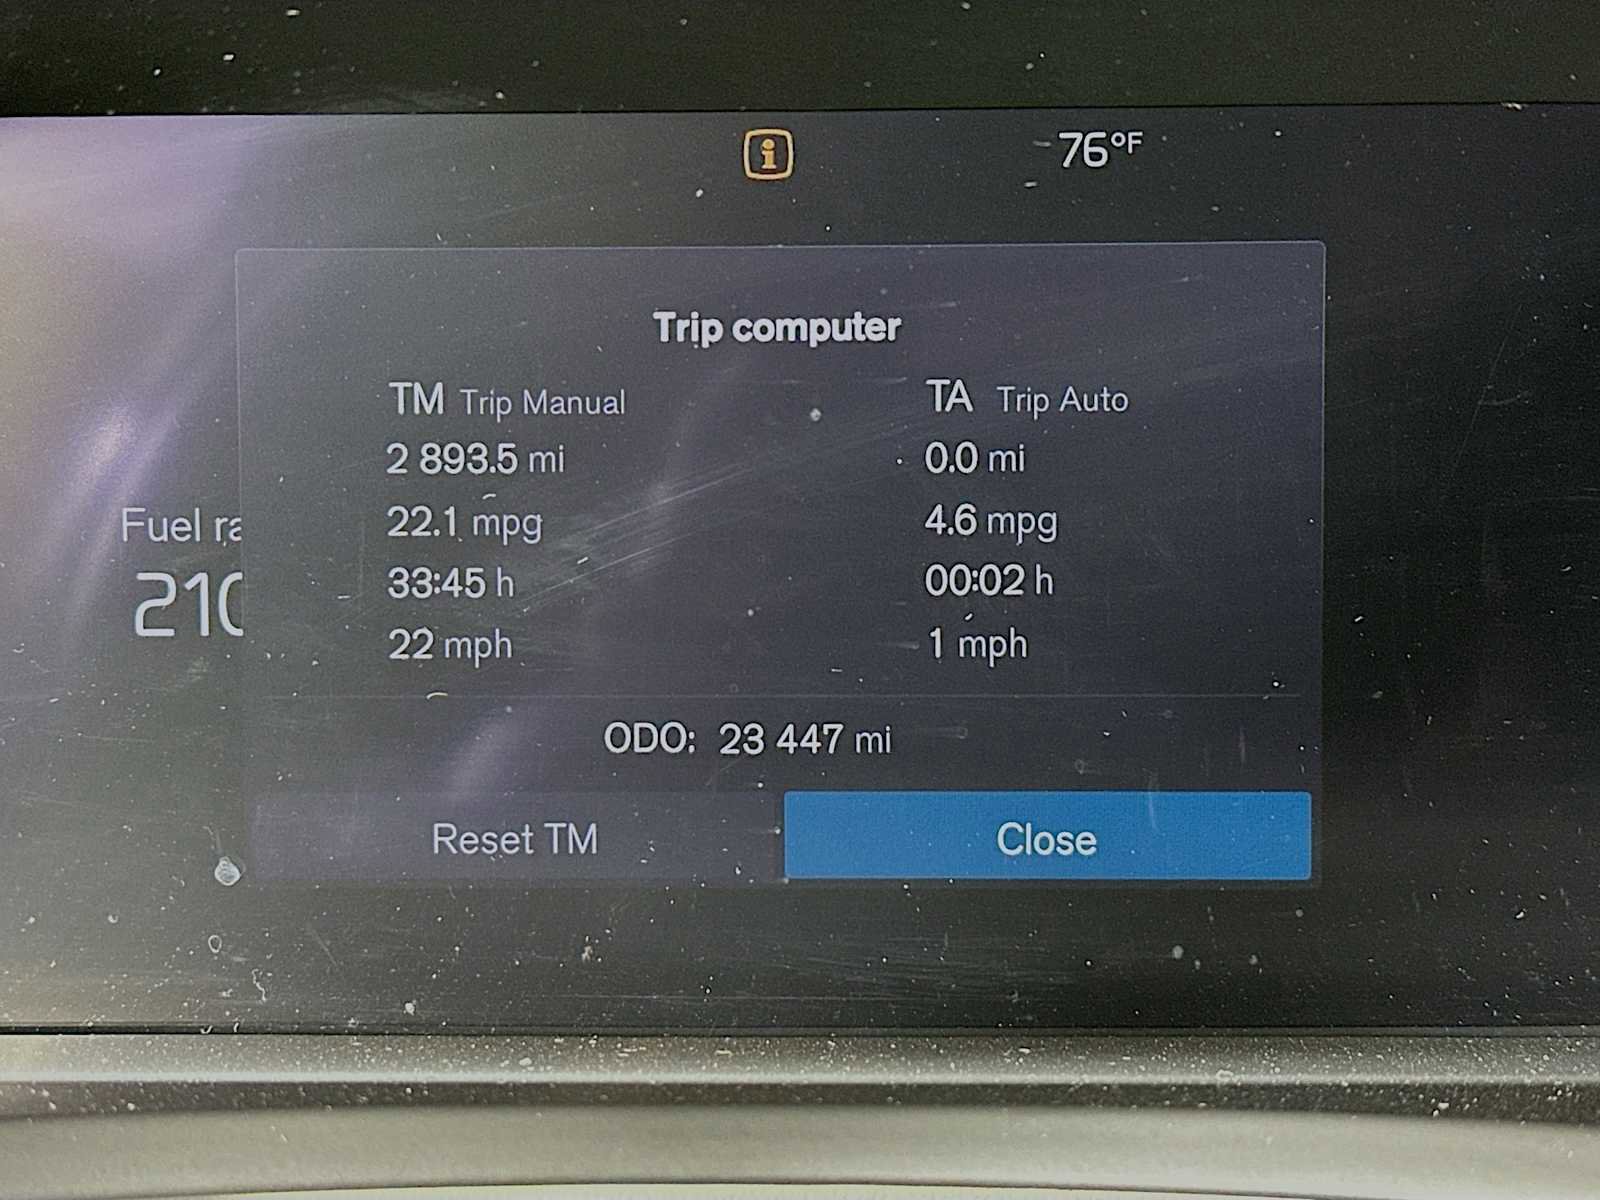 76°F
Trip computer
TM Trip Manual
2 893.5 mi
22.1 mpg
33:45 h
22 mph
TA Trip Auto
0.0 mi
4.6 mpg
00:02 h
1 mph
Fuel
210
ODO: 23 447 mi
Reset TM
Close